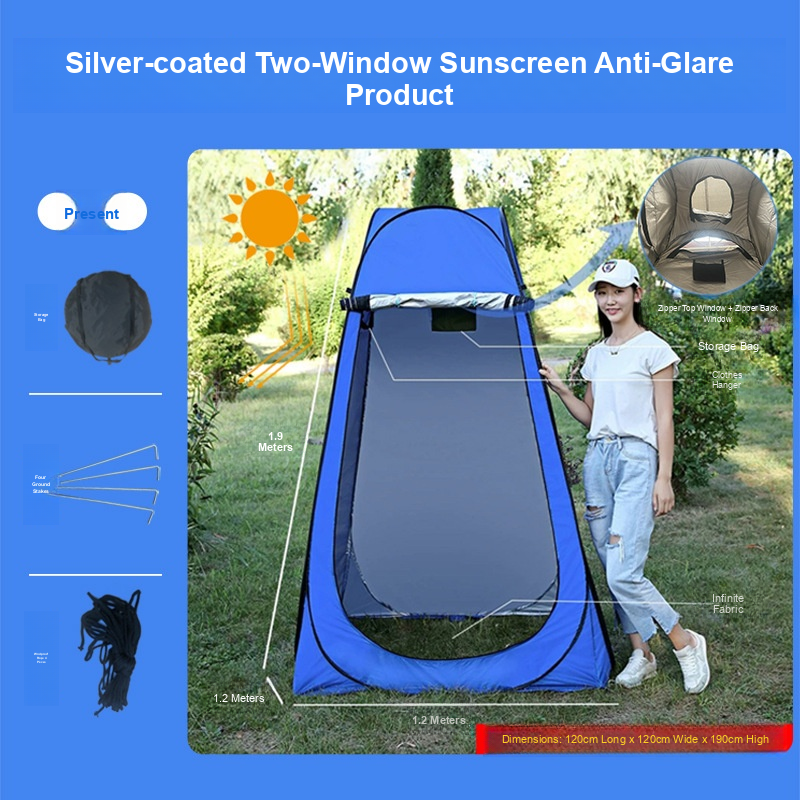 Silver-coated Two-Window Sunscreen Anti-Glare
Product
Present
Storage
Bag
Four
Ground
Stakes
1.9
Meters
Zipper Top Window + Zipper Back
Window
Storage Bag
Clothes
Hanger
Infinite
Fabric
1.2 Meters
1.2 Meters
Dimensions: 120cm Long x 120cm Wide x 190cm High